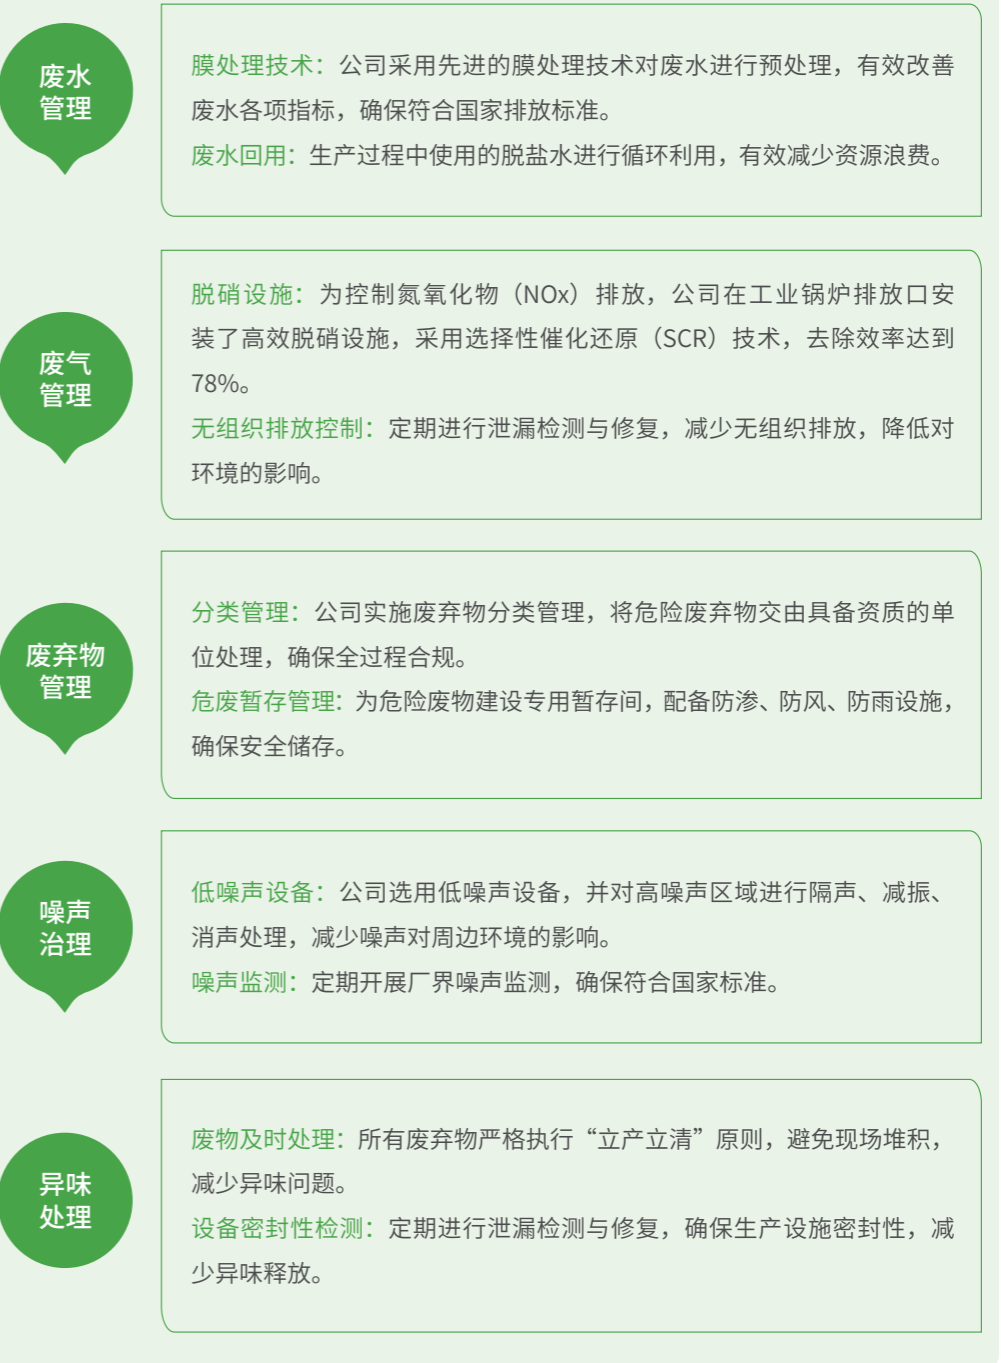 废水
管理
膜处理技术：公司采用先进的膜处理技术对废水进行预处理，有效改善
废水各项指标，确保符合国家排放标准。
废水回用：生产过程中使用的脱盐水进行循环利用，有效减少资源浪费。
废气
管理
脱硝设施：为控制氮氧化物（NOx）排放，公司在工业锅炉排放口安
装了高效脱硝设施，采用选择性催化还原（SCR）技术，去除效率达到
78%。
无组织排放控制：定期进行泄漏检测与修复，减少无组织排放，降低对
环境的影响。
废弃物
管理
分类管理：公司实施废弃物分类管理，将危险废弃物交由具备资质的单
位处理，确保全过程合规。
危废暂存管理：为危险废物建设专用暂存间，配备防渗、防风、防雨设施，
确保安全储存。
噪声
治理
低噪声设备：公司选用低噪声设备，并对高噪声区域进行隔声、减振、
消声处理，减少噪声对周边环境的影响。
噪声监测：定期开展厂界噪声监测，确保符合国家标准。
异味
处理
废物及时处理：所有废弃物严格执行“立产立清”原则，避免现场堆积，
减少异味问题。
设备密封性检测：定期进行泄漏检测与修复，确保生产设施密封性，减
少异味释放。